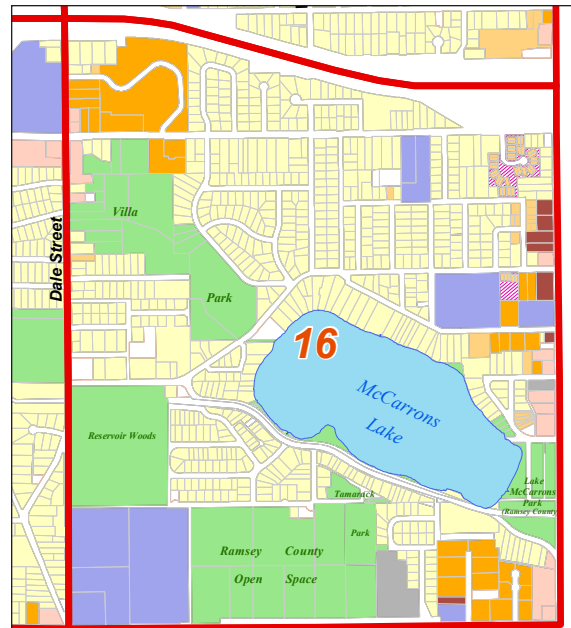 Villa
Dale Street
Park
16
McCarrons
Lake
Reservoir Woods
Tamarack
Park
Lake
McCarrons
Park
(Ramsey County)
Ramsey County
Open Space